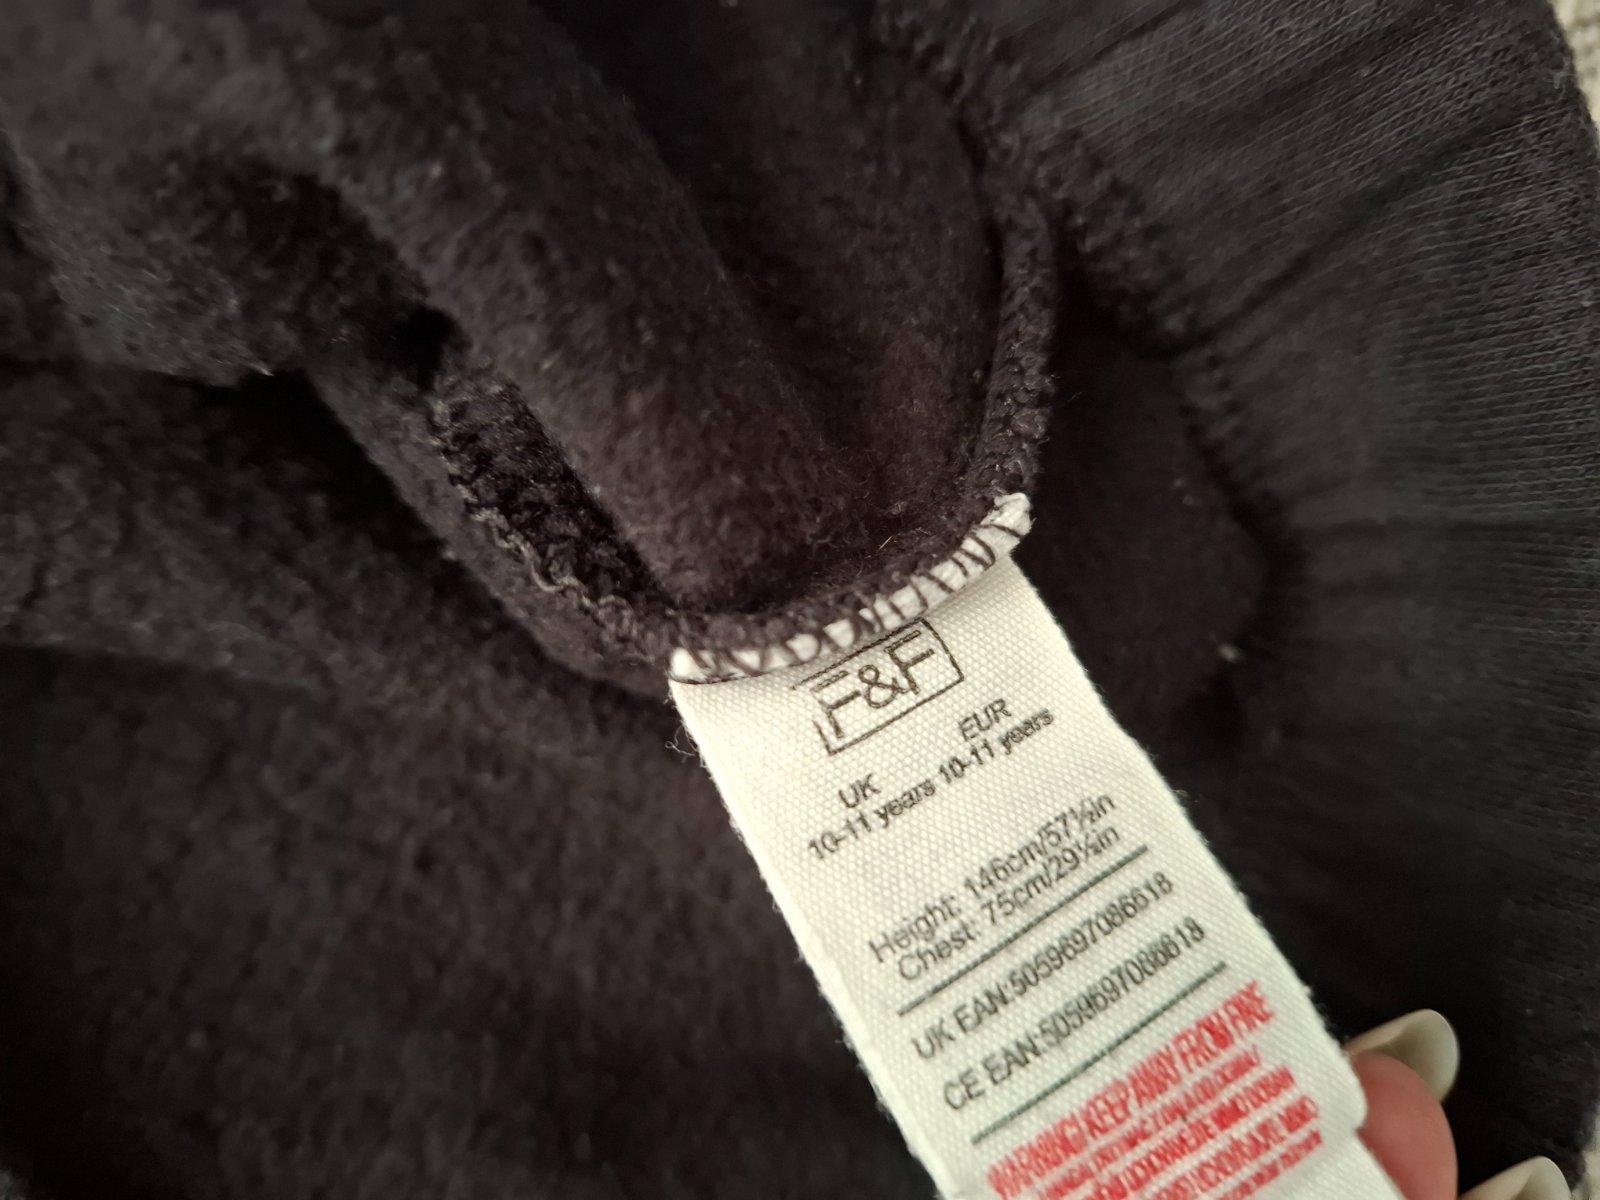 F&F
UK EUR
10-11 years 10-11 years
Height: 146cm/57½in
Chest: 75cm/29½in
UK EAN:5059697086618
CE EAN:5059697086618
WARNING! KEEP AWAY FROM FIRE